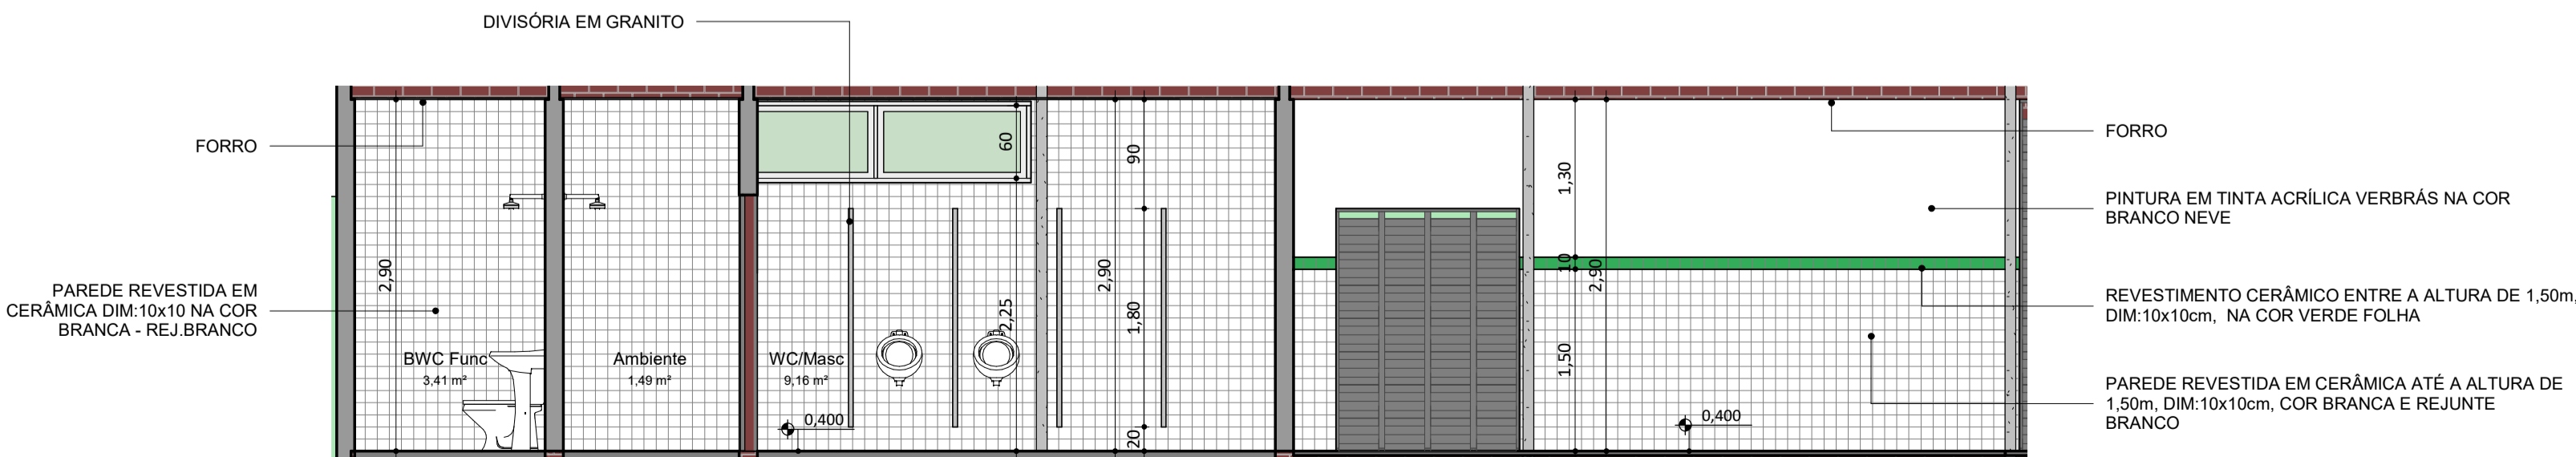 DIVISÓRIA EM GRANITO
FORRO
PAREDE REVESTIDA EM
CERÂMICA DIM:10x10 NA COR
BRANCA - REJ.BRANCO
2,90
BWC Func
3,41 m²
Ambiente
1,49 m²
WC/Masc
9,16 m²
0,400
60
2,25
2,90
90
1,80
20
1,30
10
2,90
1,50
0,400
FORRO
PINTURA EM TINTA ACRÍLICA VERBRÁS NA COR
BRANCO NEVE
REVESTIMENTO CERÂMICO ENTRE A ALTURA DE 1,50m,
DIM:10x10cm, NA COR VERDE FOLHA
PAREDE REVESTIDA EM CERÂMICA ATÉ A ALTURA DE
1,50m, DIM:10x10cm, COR BRANCA E REJUNTE
BRANCO